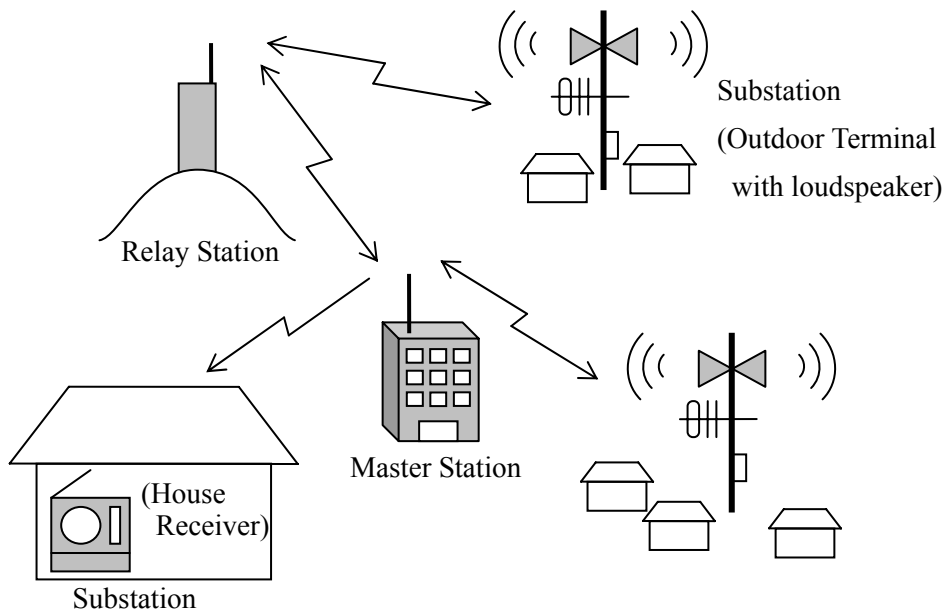 Substation
(Outdoor Terminal
with loudspeaker)
Relay Station
Master Station
(House
Receiver)
Substation